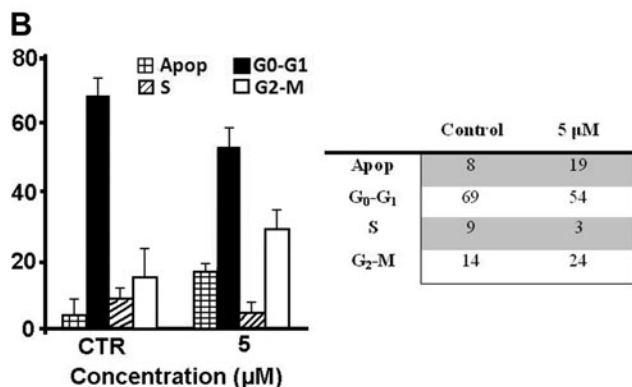 B
80
60
40
20
0
Apop G0-G1
S G2-M
CTR 5
Concentration (µM)
Control 5 µM
Apop 8 19
G₀-G₁ 69 54
S 9 3
G₂-M 14 24